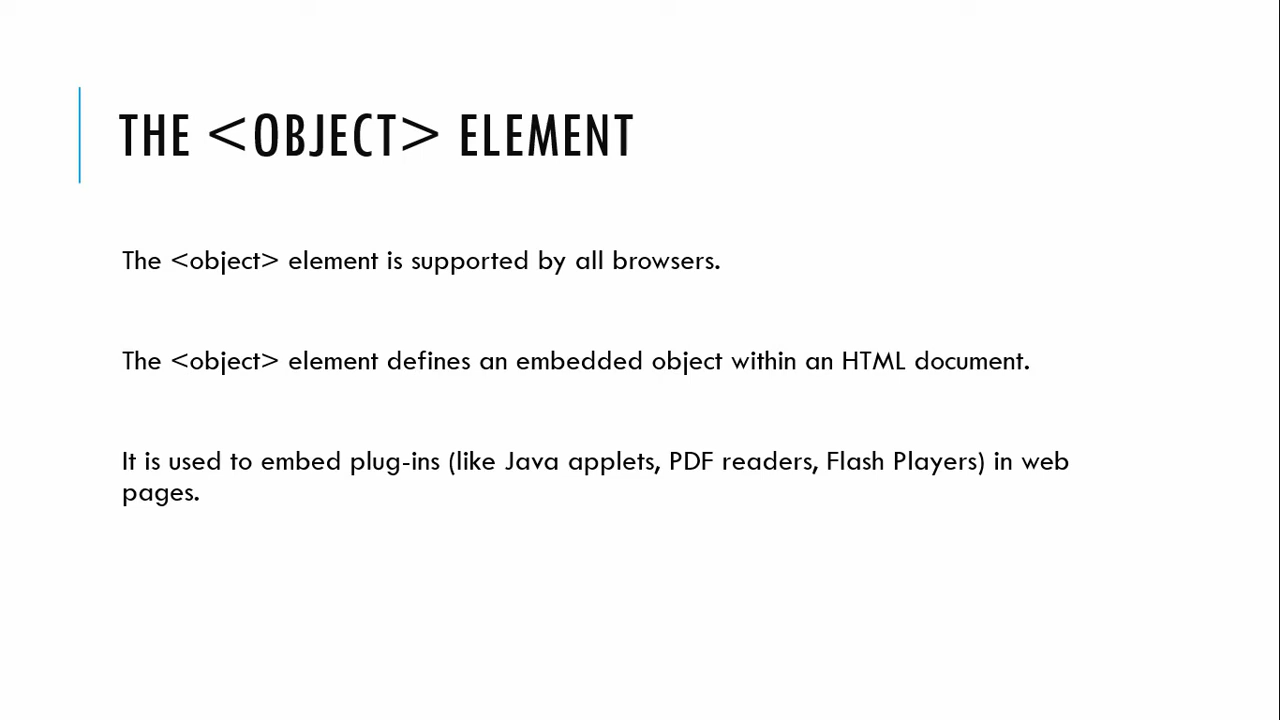 THE <OBJECT> ELEMENT
The <object> element is supported by all browsers.
The <object> element defines an embedded object within an HTML document.
It is used to embed plug-ins (like Java applets, PDF readers, Flash Players) in web
pages.